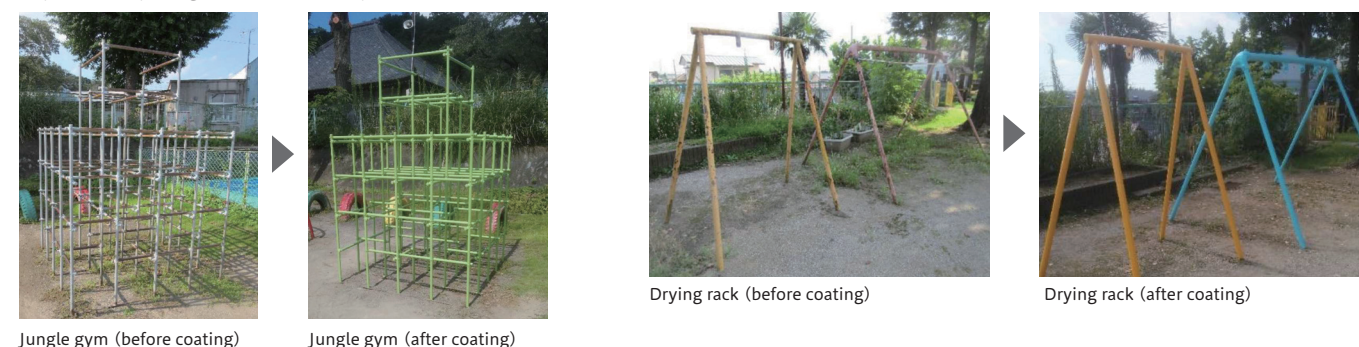 Jungle gym (before coating)
Jungle gym (after coating)
Drying rack (before coating)
Drying rack (after coating)